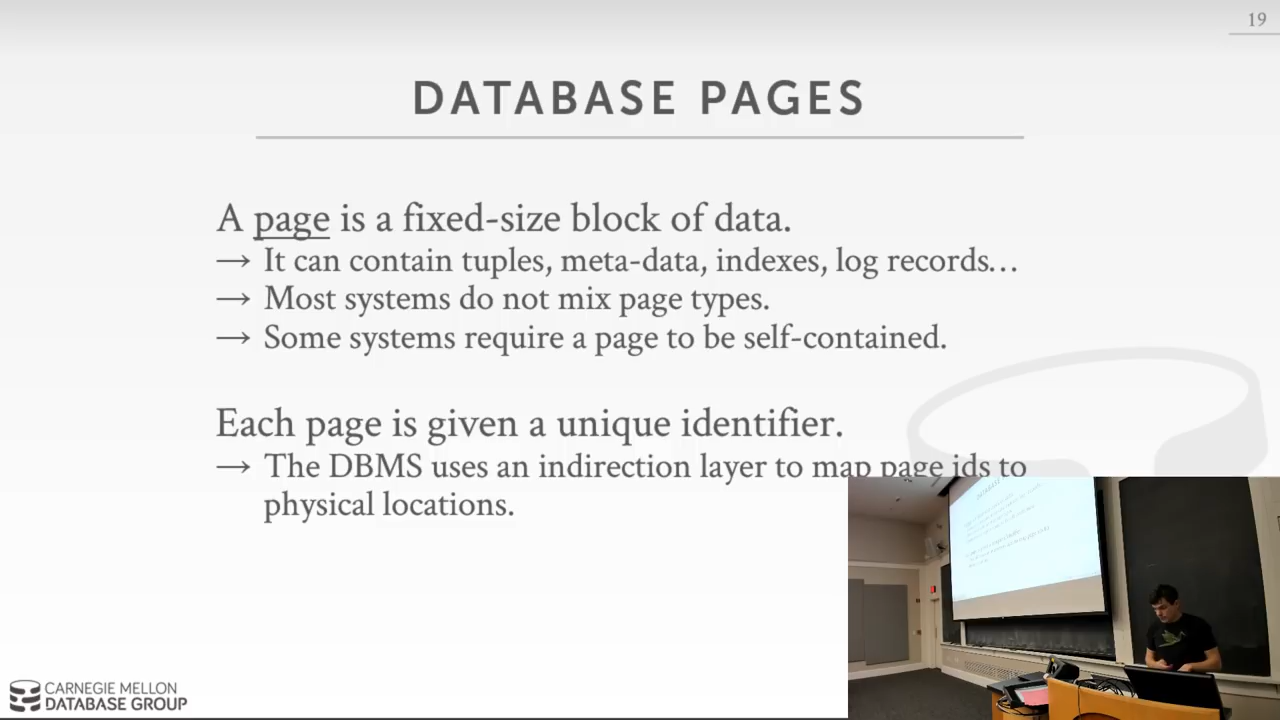 19
DATABASE PAGES
A page is a fixed-size block of data.
→ It can contain tuples, meta-data, indexes, log records…
→ Most systems do not mix page types.
→ Some systems require a page to be self-contained.
Each page is given a unique identifier.
→ The DBMS uses an indirection layer to map page ids to
physical locations.
CARNEGIE MELLON
DATABASE GROUP